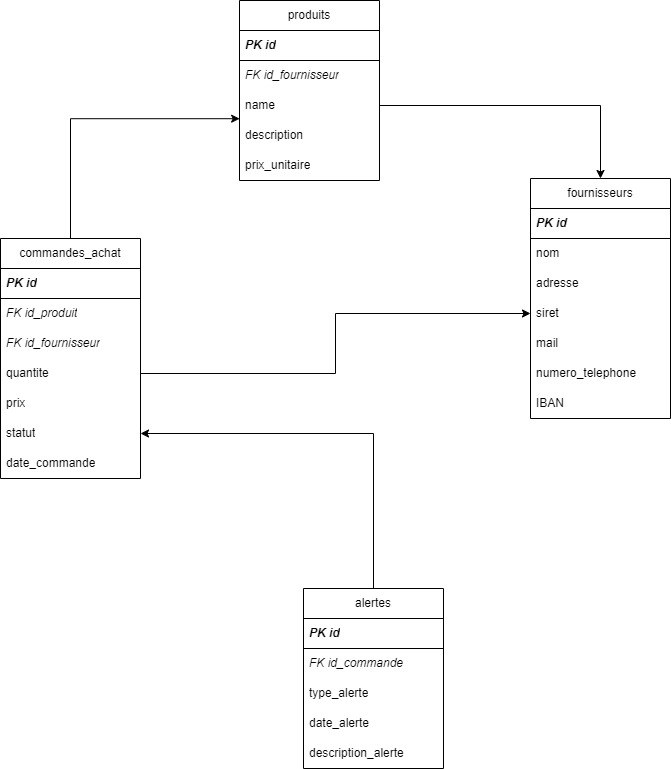 produits
PK id
FK id_fournisseur
name
description
prix_unitaire
fournisseurs
PK id
nom
adresse
siret
mail
numero_telephone
IBAN
commandes_achat
PK id
FK id_produit
FK id_fournisseur
quantite
prix
statut
date_commande
alertes
PK id
FK id_commande
type_alerte
date_alerte
description_alerte